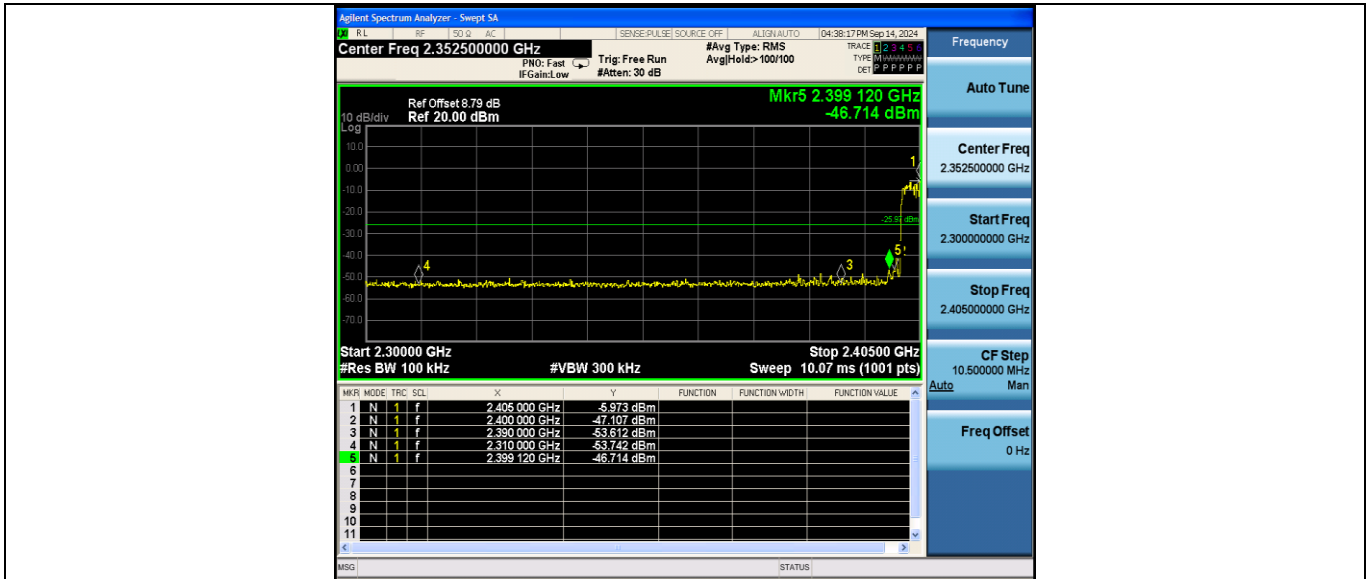 Agilent Spectrum Analyzer - Swept SA
LXI RL RF 50 Ω AC SENSE:PULSE SOURCE OFF ALIGN AUTO 04:38:17 PM Sep 14, 2024
Center Freq 2.352500000 GHz
PNO: Fast
IFGain:Low
Trig: Free Run
#Atten: 30 dB
#Avg Type: RMS
Avg|Hold:>100/100
TRACE 1 2 3 4 5 6
TYPE M
DET P P P P P P
Ref Offset 8.79 dB
10 dB/div Ref 20.00 dBm
Log
Mkr5 2.399 120 GHz
-46.714 dBm
10.0
0.00
-10.0
-20.0
-30.0
-40.0
-50.0
-60.0
-70.0
1
-25.97 dBm
5
4
3
Start 2.30000 GHz Stop 2.40500 GHz
#Res BW 100 kHz #VBW 300 kHz Sweep 10.07 ms (1001 pts)
MKR MODE TRC SCL X Y FUNCTION FUNCTION WIDTH FUNCTION VALUE
1 N 1 f 2.405 000 GHz -5.973 dBm
2 N 1 f 2.400 000 GHz -47.107 dBm
3 N 1 f 2.390 000 GHz -53.612 dBm
4 N 1 f 2.310 000 GHz -53.742 dBm
5 N 1 f 2.399 120 GHz -46.714 dBm
6
7
8
9
10
11
MSG STATUS
Frequency
Auto Tune
Center Freq
2.352500000 GHz
Start Freq
2.300000000 GHz
Stop Freq
2.405000000 GHz
CF Step
10.500000 MHz
Auto Man
Freq Offset
0 Hz